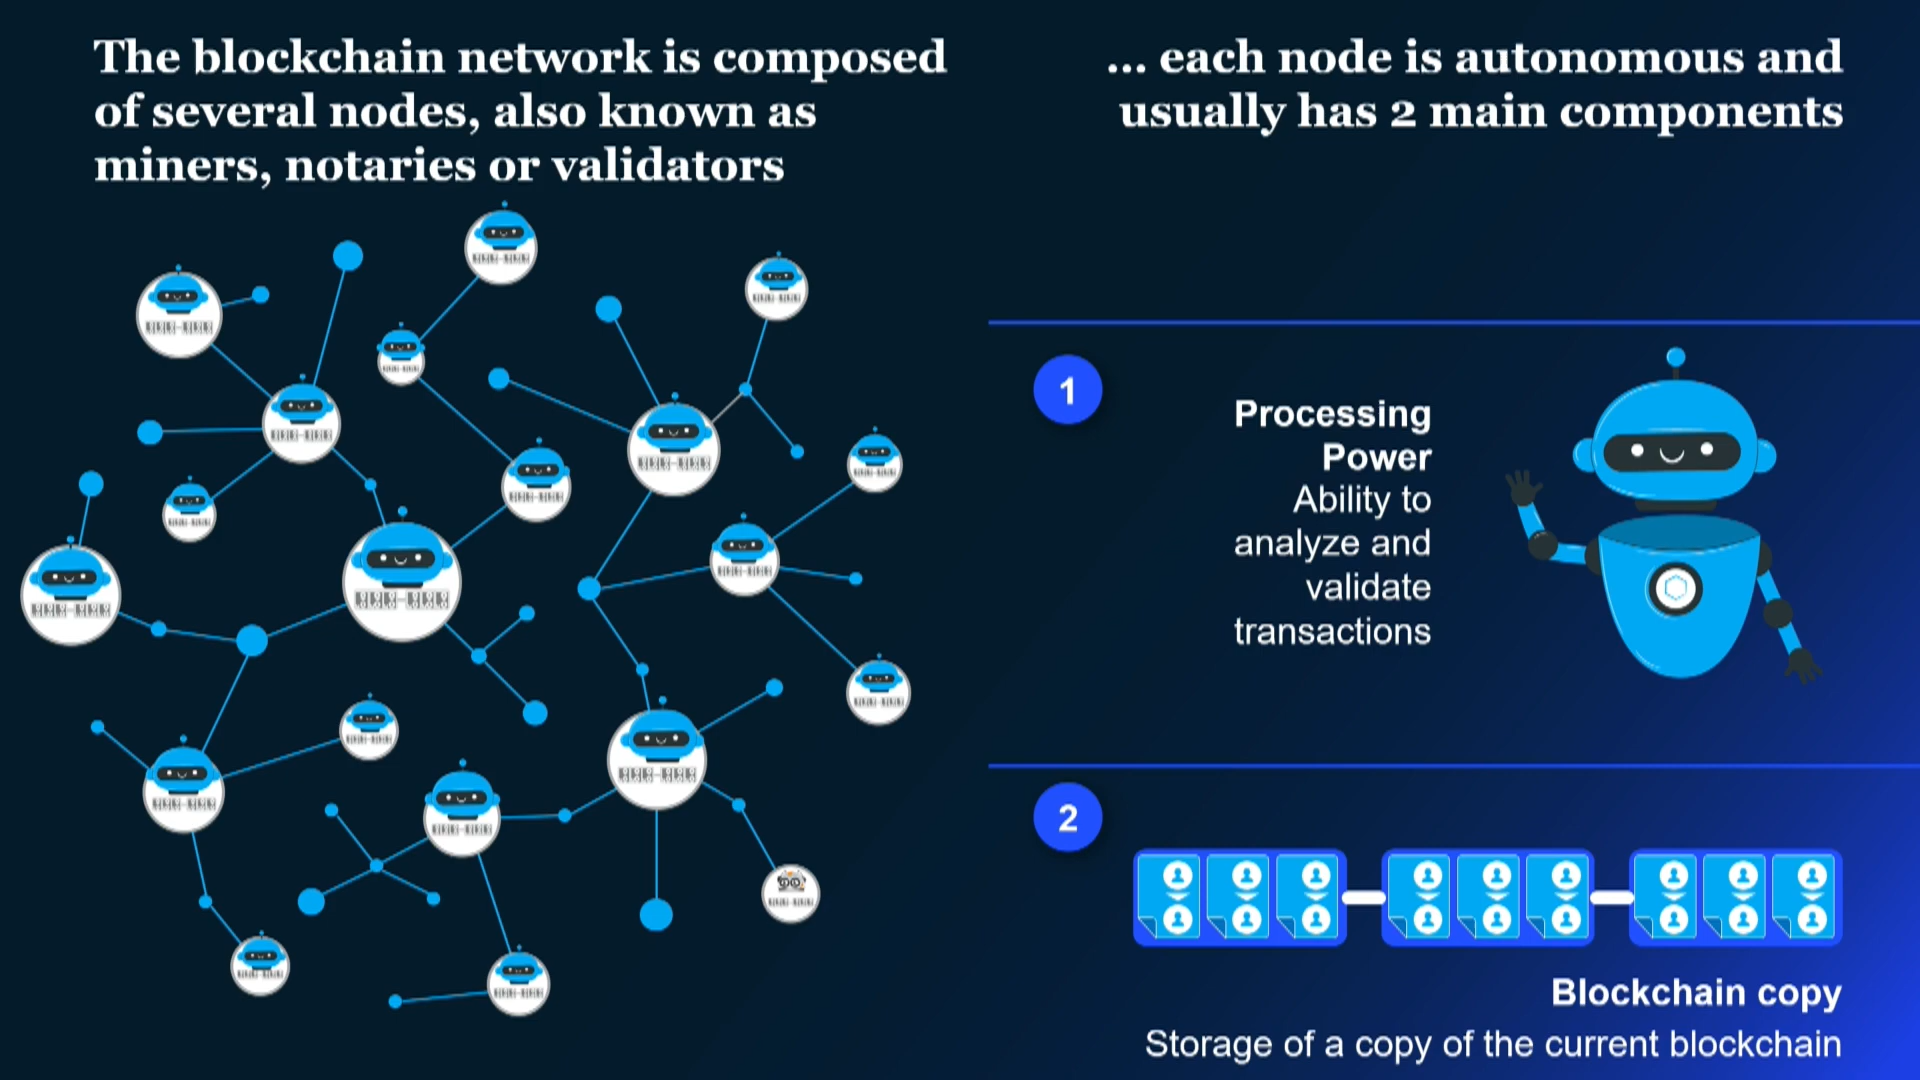 The blockchain network is composed
of several nodes, also known as
miners, notaries or validators
... each node is autonomous and
usually has 2 main components
1
Processing
Power
Ability to
analyze and
validate
transactions
2
Blockchain copy
Storage of a copy of the current blockchain